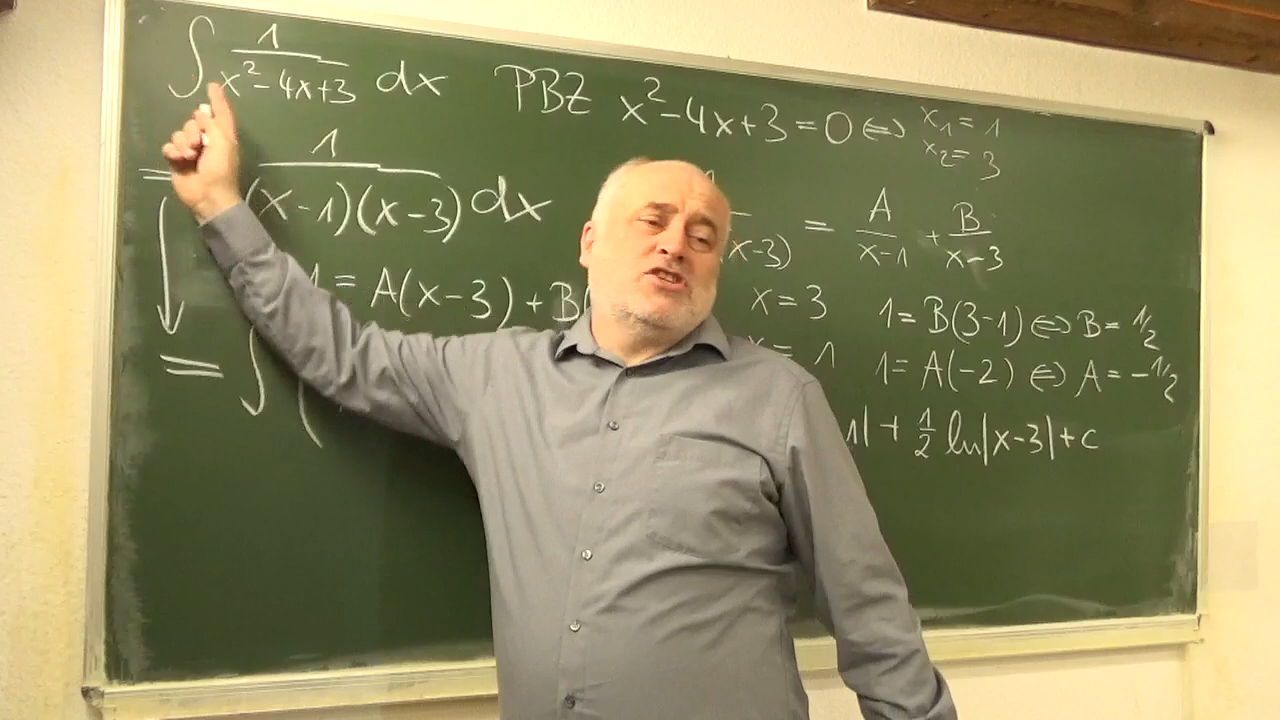 ∫ 1/(x²-4x+3) dx PBZ x²-4x+3=0 ⇔ x₁=1 x₂=3
= 1/((x-1)(x-3)) dx
x-3) = A/(x-1) + B/(x-3)
1 = A(x-3) + B( x=3 1=B(3-1) ⇔ B=1/2
x=1 1=A(-2) ⇔ A=-1/2
= ∫ ( 1| + 1/2 ln|x-3|+c